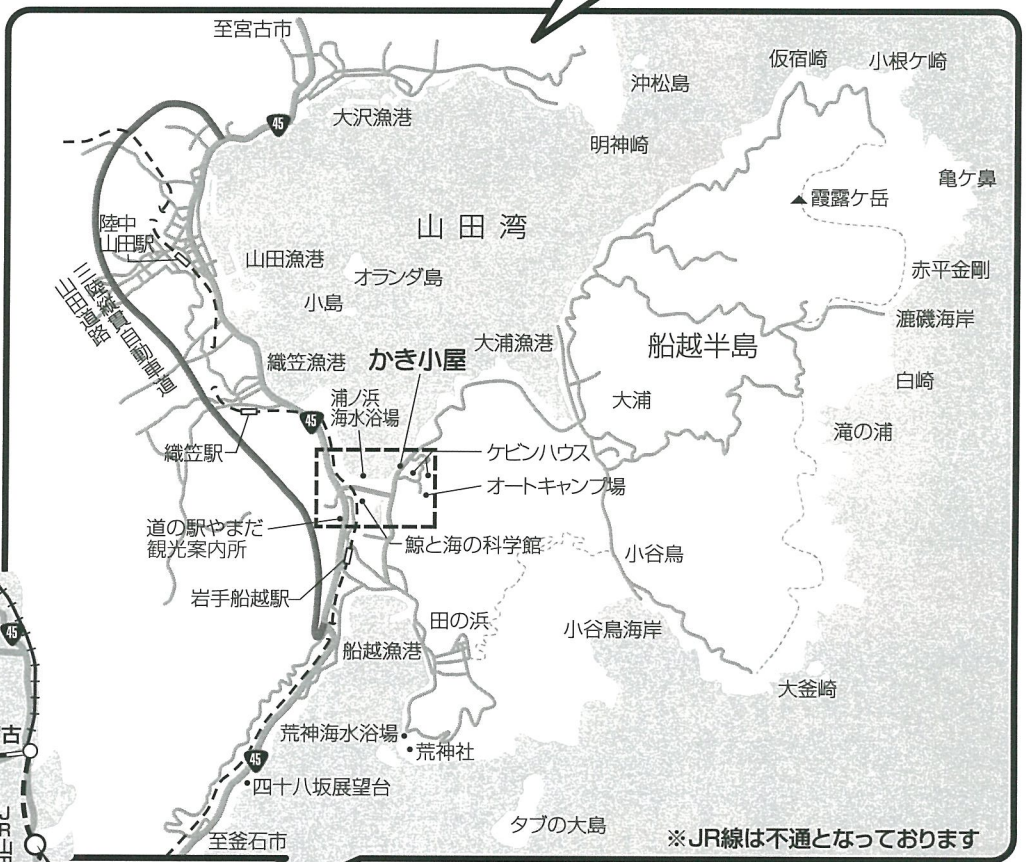 至宮古市
仮宿崎
小根ケ崎
沖松島
45
大沢漁港
明神崎
亀ケ鼻
霞露ケ岳
陸中
山田駅
山田湾
山田漁港
オランダ島
赤平金剛
小島
漉磯海岸
三陸縦貫自動車道
山田道路
大浦漁港
船越半島
織笠漁港
かき小屋
白崎
浦ノ浜
海水浴場
大浦
45
滝の浦
織笠駅
ケビンハウス
オートキャンプ場
道の駅やまだ
観光案内所
鯨と海の科学館
小谷鳥
岩手船越駅
田の浜
小谷鳥海岸
45
船越漁港
大釜崎
荒神海水浴場
荒神社
古
45
四十八坂展望台
タブの大島
JR山田
至釜石市
※JR線は不通となっております